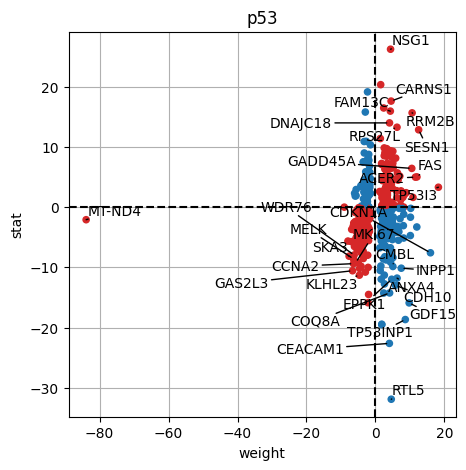 p53
NSG1
CARNS1
FAM13C
RRM2B
DNAJC18
RPS27L
SESN1
GADD45A
FAS
ACER2
TP53I3
WDR76
CDKN1A
MT-ND4
MELK
MKI67
SKA3
CMBL
CCNA2
INPP1
GAS2L3
KLHL23
ANXA4
FPPK1
CDH10
COQ8A
GDF15
TP53INP1
CEACAM1
RTL5
stat
20
10
0
−10
−20
−30
−80
−60
−40
−20
0
20
weight